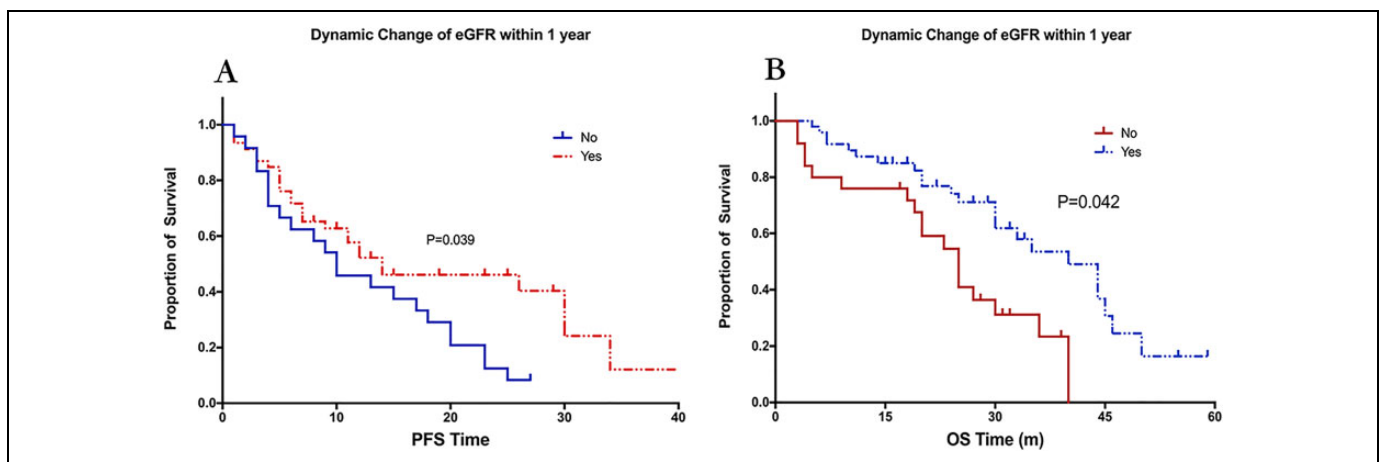 Dynamic Change of eGFR within 1 year
A
1.0
0.8
0.6
0.4
0.2
0.0
Proportion of Survival
No
Yes
P=0.039
0 10 20 30 40
PFS Time
Dynamic Change of eGFR within 1 year
B
1.0
0.8
0.6
0.4
0.2
0.0
Proportion of Survival
No
Yes
P=0.042
0 15 30 45 60
OS Time (m)